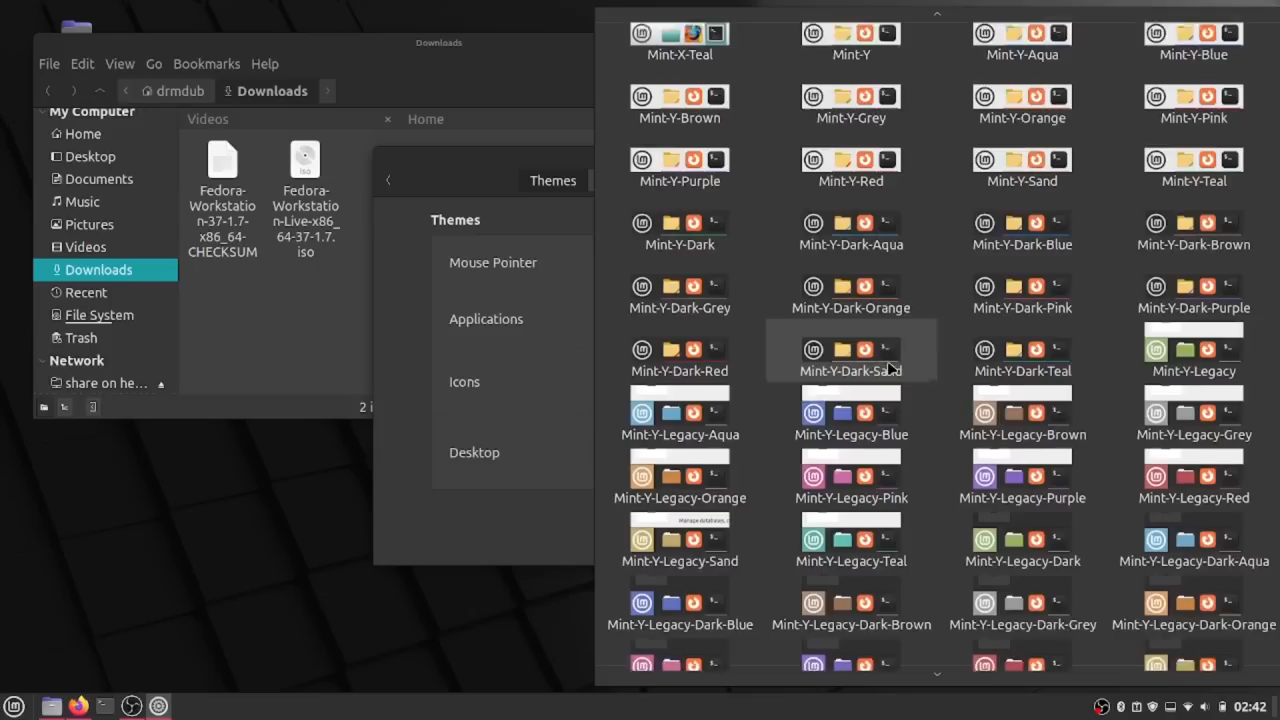 Downloads
File Edit View Go Bookmarks Help
drmdub Downloads
My Computer
Home
Desktop
Documents
Music
Pictures
Videos
Downloads
Recent
File System
Trash
Network
share on he...
Videos × Home
Fedora-
Workstatio
n-37-1.7-
x86_64-
CHECKSUM
Fedora-
Workstatio
n-Live-x86_
64-37-1.7.
iso
2 i
Themes
Themes
Mouse Pointer
Applications
Icons
Desktop
Mint-X-Teal Mint-Y Mint-Y-Aqua Mint-Y-Blue
Mint-Y-Brown Mint-Y-Grey Mint-Y-Orange Mint-Y-Pink
Mint-Y-Purple Mint-Y-Red Mint-Y-Sand Mint-Y-Teal
Mint-Y-Dark Mint-Y-Dark-Aqua Mint-Y-Dark-Blue Mint-Y-Dark-Brown
Mint-Y-Dark-Grey Mint-Y-Dark-Orange Mint-Y-Dark-Pink Mint-Y-Dark-Purple
Mint-Y-Dark-Red Mint-Y-Dark-Sand Mint-Y-Dark-Teal Mint-Y-Legacy
Mint-Y-Legacy-Aqua Mint-Y-Legacy-Blue Mint-Y-Legacy-Brown Mint-Y-Legacy-Grey
Mint-Y-Legacy-Orange Mint-Y-Legacy-Pink Mint-Y-Legacy-Purple Mint-Y-Legacy-Red
Manage databases, c
Mint-Y-Legacy-Sand Mint-Y-Legacy-Teal Mint-Y-Legacy-Dark Mint-Y-Legacy-Dark-Aqua
Mint-Y-Legacy-Dark-Blue Mint-Y-Legacy-Dark-Brown Mint-Y-Legacy-Dark-Grey Mint-Y-Legacy-Dark-Orange
02:42